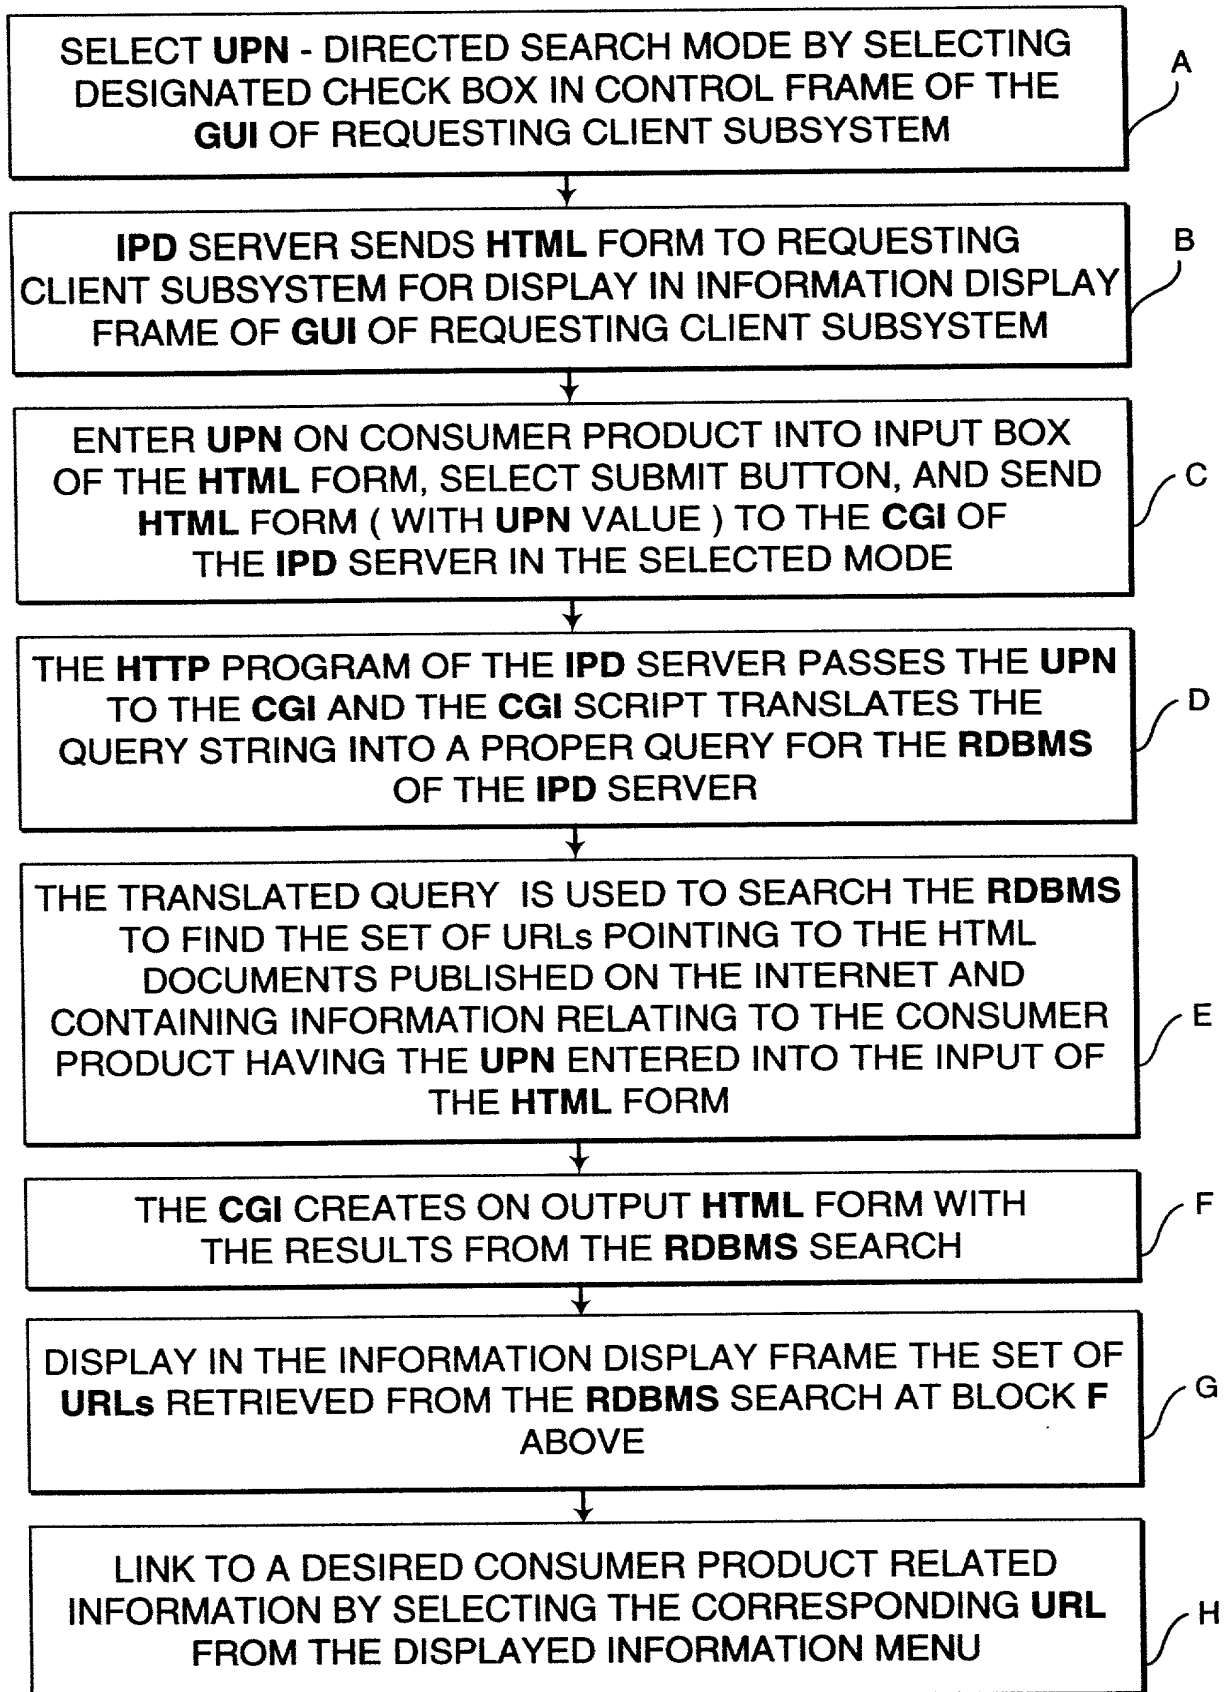 SELECT UPN - DIRECTED SEARCH MODE BY SELECTING
DESIGNATED CHECK BOX IN CONTROL FRAME OF THE
GUI OF REQUESTING CLIENT SUBSYSTEM
A
IPD SERVER SENDS HTML FORM TO REQUESTING
CLIENT SUBSYSTEM FOR DISPLAY IN INFORMATION DISPLAY
FRAME OF GUI OF REQUESTING CLIENT SUBSYSTEM
B
ENTER UPN ON CONSUMER PRODUCT INTO INPUT BOX
OF THE HTML FORM, SELECT SUBMIT BUTTON, AND SEND
HTML FORM ( WITH UPN VALUE ) TO THE CGI OF
THE IPD SERVER IN THE SELECTED MODE
C
THE HTTP PROGRAM OF THE IPD SERVER PASSES THE UPN
TO THE CGI AND THE CGI SCRIPT TRANSLATES THE
QUERY STRING INTO A PROPER QUERY FOR THE RDBMS
OF THE IPD SERVER
D
THE TRANSLATED QUERY IS USED TO SEARCH THE RDBMS
TO FIND THE SET OF URLs POINTING TO THE HTML
DOCUMENTS PUBLISHED ON THE INTERNET AND
CONTAINING INFORMATION RELATING TO THE CONSUMER
PRODUCT HAVING THE UPN ENTERED INTO THE INPUT OF
THE HTML FORM
E
THE CGI CREATES ON OUTPUT HTML FORM WITH
THE RESULTS FROM THE RDBMS SEARCH
F
DISPLAY IN THE INFORMATION DISPLAY FRAME THE SET OF
URLs RETRIEVED FROM THE RDBMS SEARCH AT BLOCK F
ABOVE
G
LINK TO A DESIRED CONSUMER PRODUCT RELATED
INFORMATION BY SELECTING THE CORRESPONDING URL
FROM THE DISPLAYED INFORMATION MENU
H